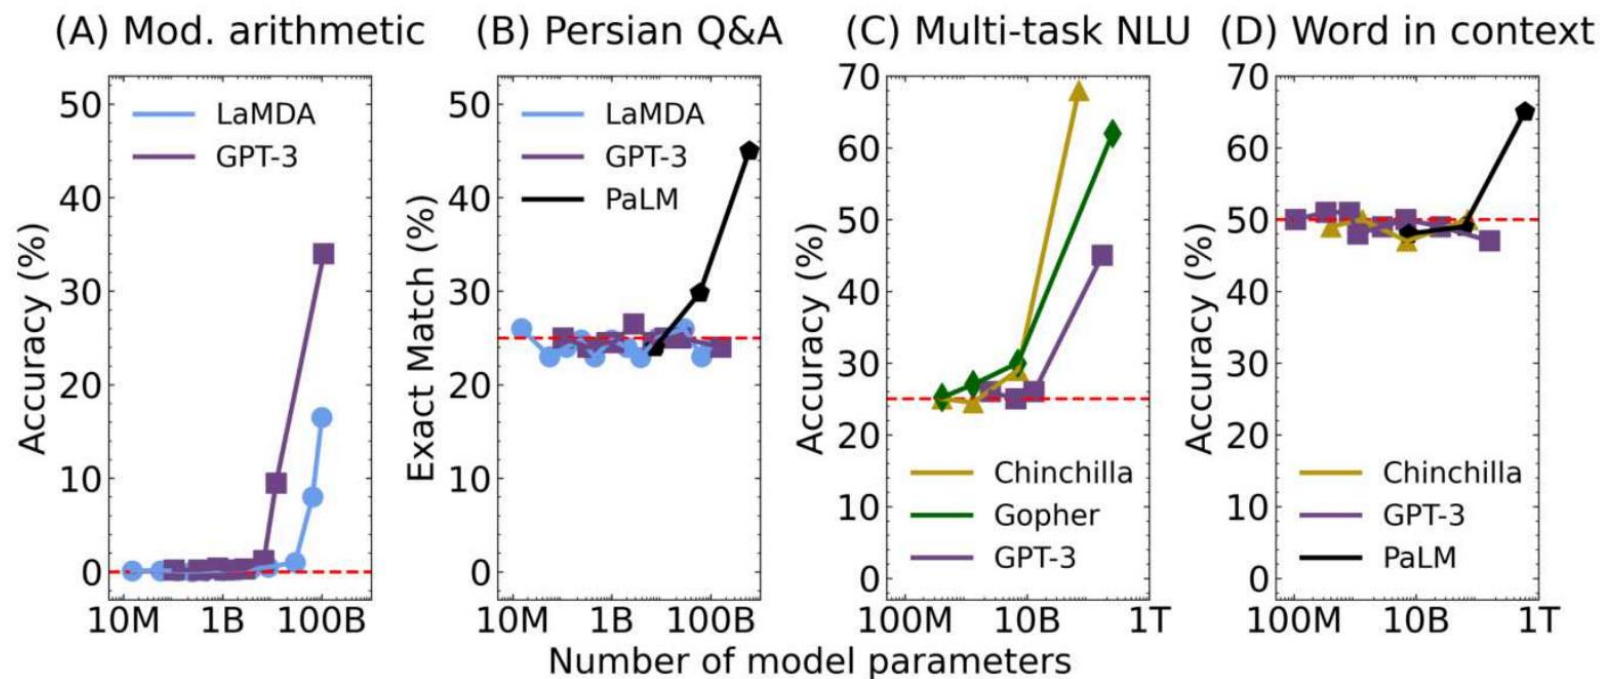 (A) Mod. arithmetic
(B) Persian Q&A
(C) Multi-task NLU
(D) Word in context
Accuracy (%)
50
40
30
20
10
0
LaMDA
GPT-3
10M
1B
100B
Exact Match (%)
50
40
30
20
10
0
LaMDA
GPT-3
PaLM
10M
1B
100B
Accuracy (%)
70
60
50
40
30
20
10
0
Chinchilla
Gopher
GPT-3
100M
10B
1T
Accuracy (%)
70
60
50
40
30
20
10
0
Chinchilla
GPT-3
PaLM
100M
10B
1T
Number of model parameters